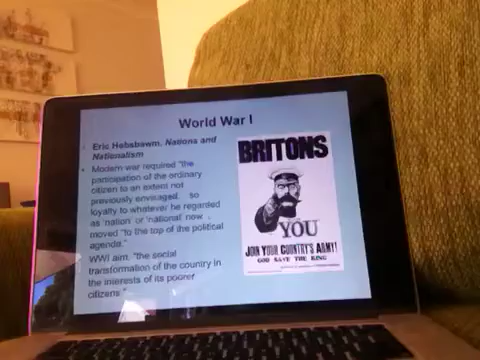 World War I
Eric Hobsbawm. Nations and
Nationalism
Modern war required "the
participation of the ordinary
citizen to an extent not
previously envisaged. so
loyalty to whatever he regarded
as 'nation' or 'national' now
moved "to the top of the political
agenda."
WWI aim. "the social
transformation of the country in
the interests of its poorer
citizens."
BRITONS
YOU
JOIN YOUR COUNTRY'S ARMY!
GOD SAVE THE KING